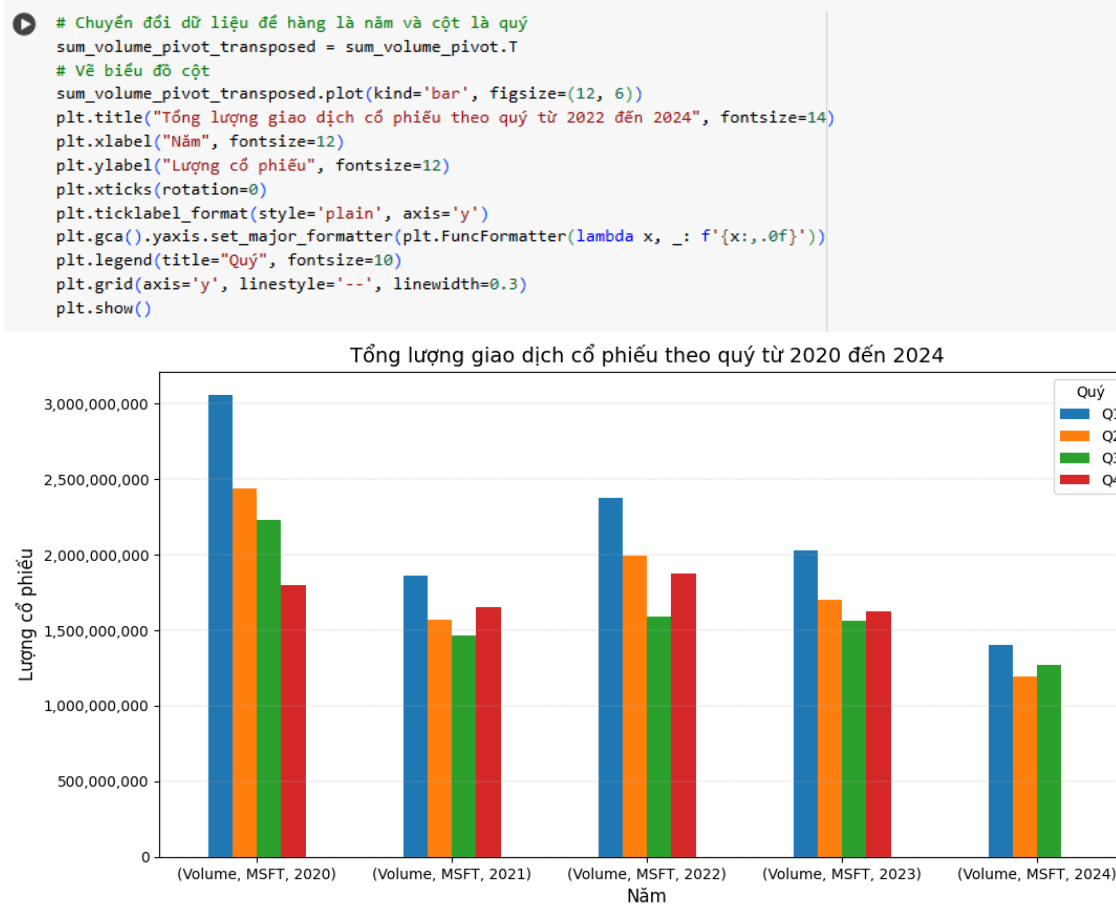 # Chuyển đổi dữ liệu để hàng là năm và cột là quý
sum_volume_pivot_transposed = sum_volume_pivot.T
# Vẽ biểu đồ cột
sum_volume_pivot_transposed.plot(kind='bar', figsize=(12, 6))
plt.title("Tổng lượng giao dịch cổ phiếu theo quý từ 2022 đến 2024", fontsize=14)
plt.xlabel("Năm", fontsize=12)
plt.ylabel("Lượng cổ phiếu", fontsize=12)
plt.xticks(rotation=0)
plt.ticklabel_format(style='plain', axis='y')
plt.gca().yaxis.set_major_formatter(plt.FuncFormatter(lambda x, _: f'{x:,.0f}'))
plt.legend(title="Quý", fontsize=10)
plt.grid(axis='y', linestyle='--', linewidth=0.3)
plt.show()
Tổng lượng giao dịch cổ phiếu theo quý từ 2020 đến 2024
Quý
Q1
Q2
Q3
Q4
3,000,000,000
2,500,000,000
2,000,000,000
1,500,000,000
1,000,000,000
500,000,000
0
Lượng cổ phiếu
(Volume, MSFT, 2020)
(Volume, MSFT, 2021)
(Volume, MSFT, 2022)
(Volume, MSFT, 2023)
(Volume, MSFT, 2024)
Năm